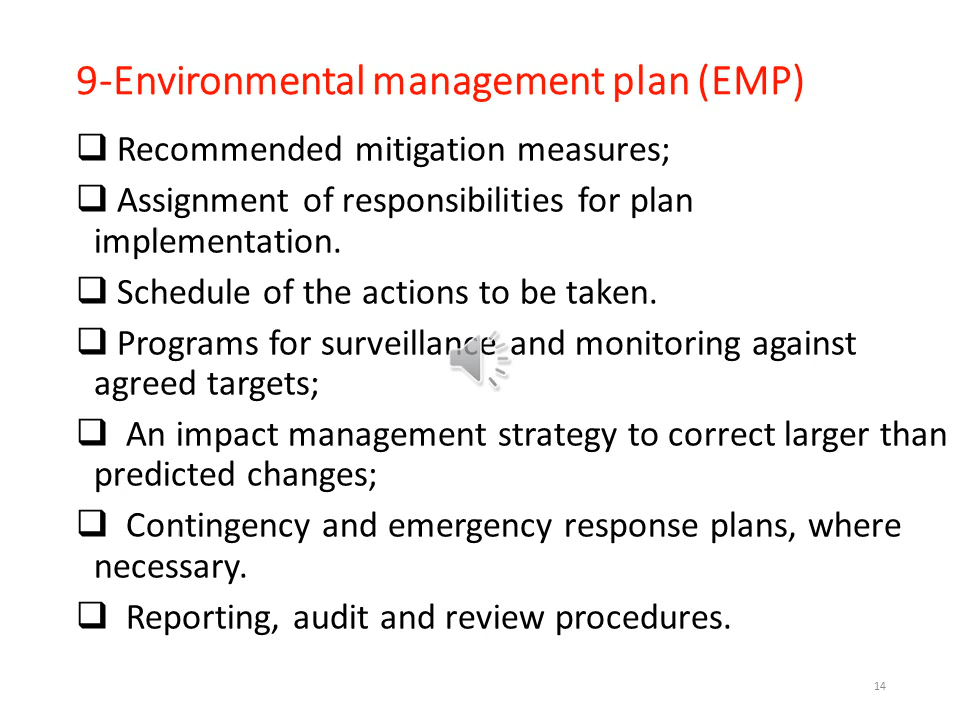 9-Environmental management plan (EMP)
❑ Recommended mitigation measures;
❑ Assignment of responsibilities for plan
implementation.
❑ Schedule of the actions to be taken.
❑ Programs for surveillance and monitoring against
agreed targets;
❑ An impact management strategy to correct larger than
predicted changes;
❑ Contingency and emergency response plans, where
necessary.
❑ Reporting, audit and review procedures.
14